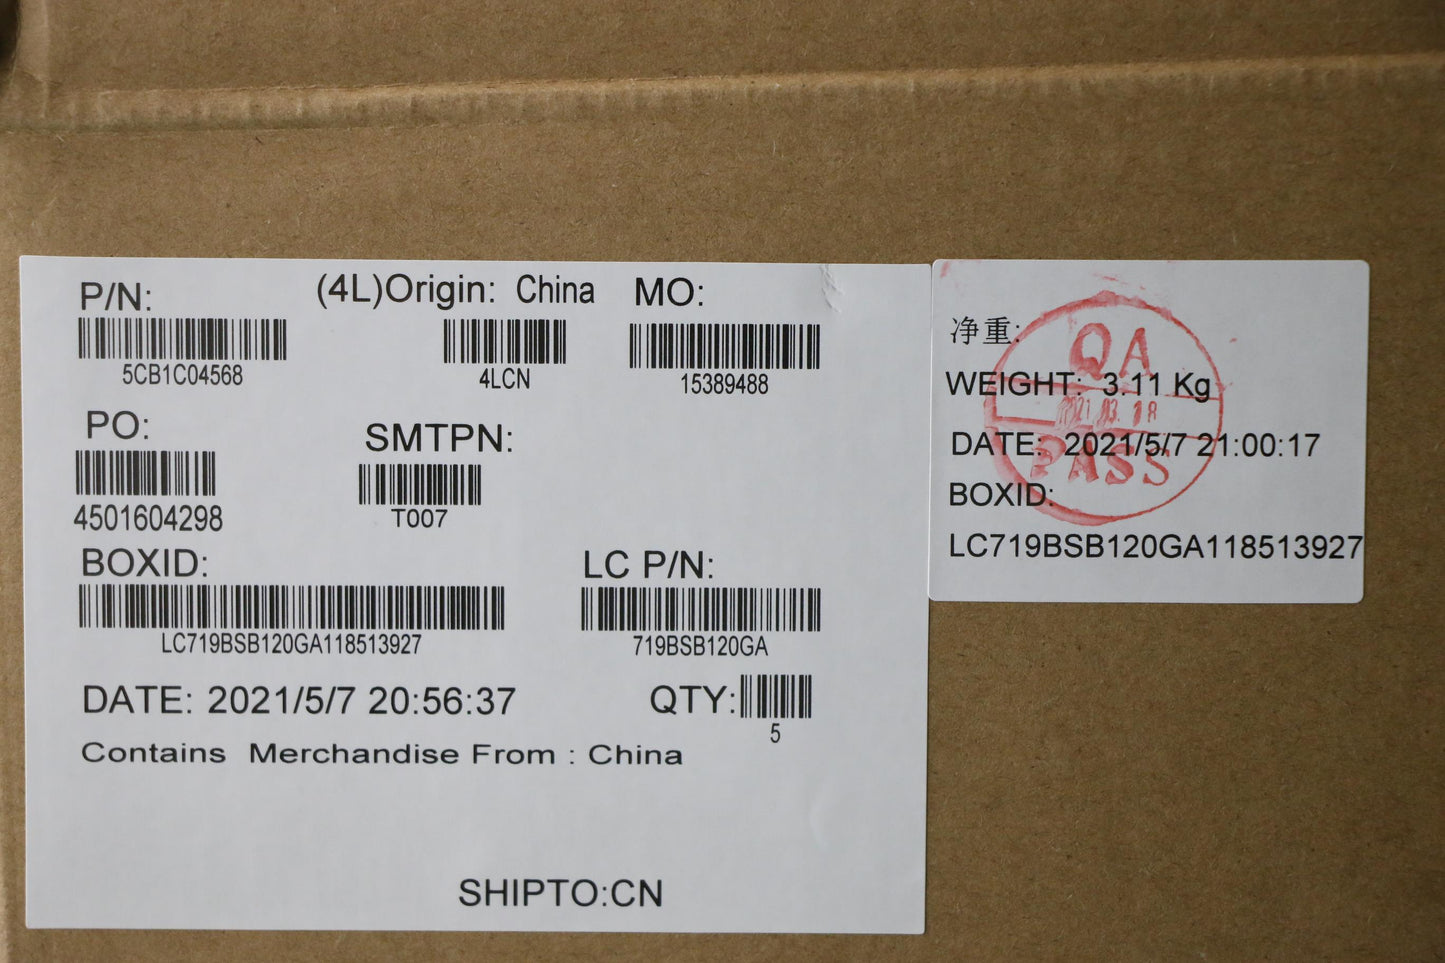 P/N: (4L)Origin: China MO:
5CB1C04568 4LCN 15389488
PO: SMTPN:
4501604298 T007
BOXID: LC P/N:
LC719BSB120GA118513927 719BSB120GA
DATE: 2021/5/7 20:56:37 QTY:
5
Contains Merchandise From : China
SHIPTO:CN
净重:
WEIGHT: 3.11 Kg
DATE: 2021/5/7 21:00:17
BOXID:
LC719BSB120GA118513927
QA
PASS